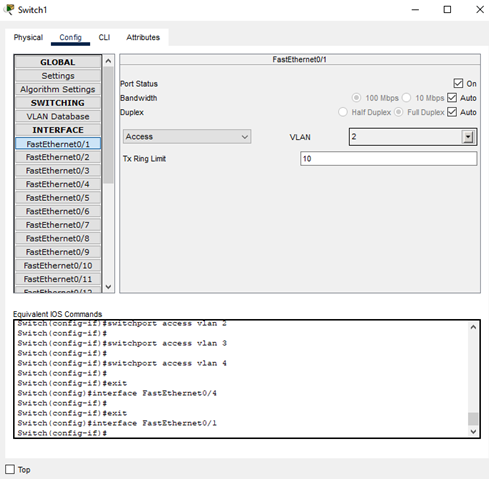 Switch1
Physical Config CLI Attributes
GLOBAL
Settings
Algorithm Settings
SWITCHING
VLAN Database
INTERFACE
FastEthernet0/1
FastEthernet0/2
FastEthernet0/3
FastEthernet0/4
FastEthernet0/5
FastEthernet0/6
FastEthernet0/7
FastEthernet0/8
FastEthernet0/9
FastEthernet0/10
FastEthernet0/11
FastEthernet0/12
FastEthernet0/1
Port Status On
Bandwidth 100 Mbps 10 Mbps Auto
Duplex Half Duplex Full Duplex Auto
Access VLAN 2
Tx Ring Limit 10
Equivalent IOS Commands
Switch(config-if)#switchport access vlan 2
Switch(config-if)#
Switch(config-if)#switchport access vlan 3
Switch(config-if)#
Switch(config-if)#switchport access vlan 4
Switch(config-if)#
Switch(config-if)#exit
Switch(config)#interface FastEthernet0/4
Switch(config-if)#
Switch(config-if)#exit
Switch(config)#interface FastEthernet0/1
Switch(config-if)#
Top